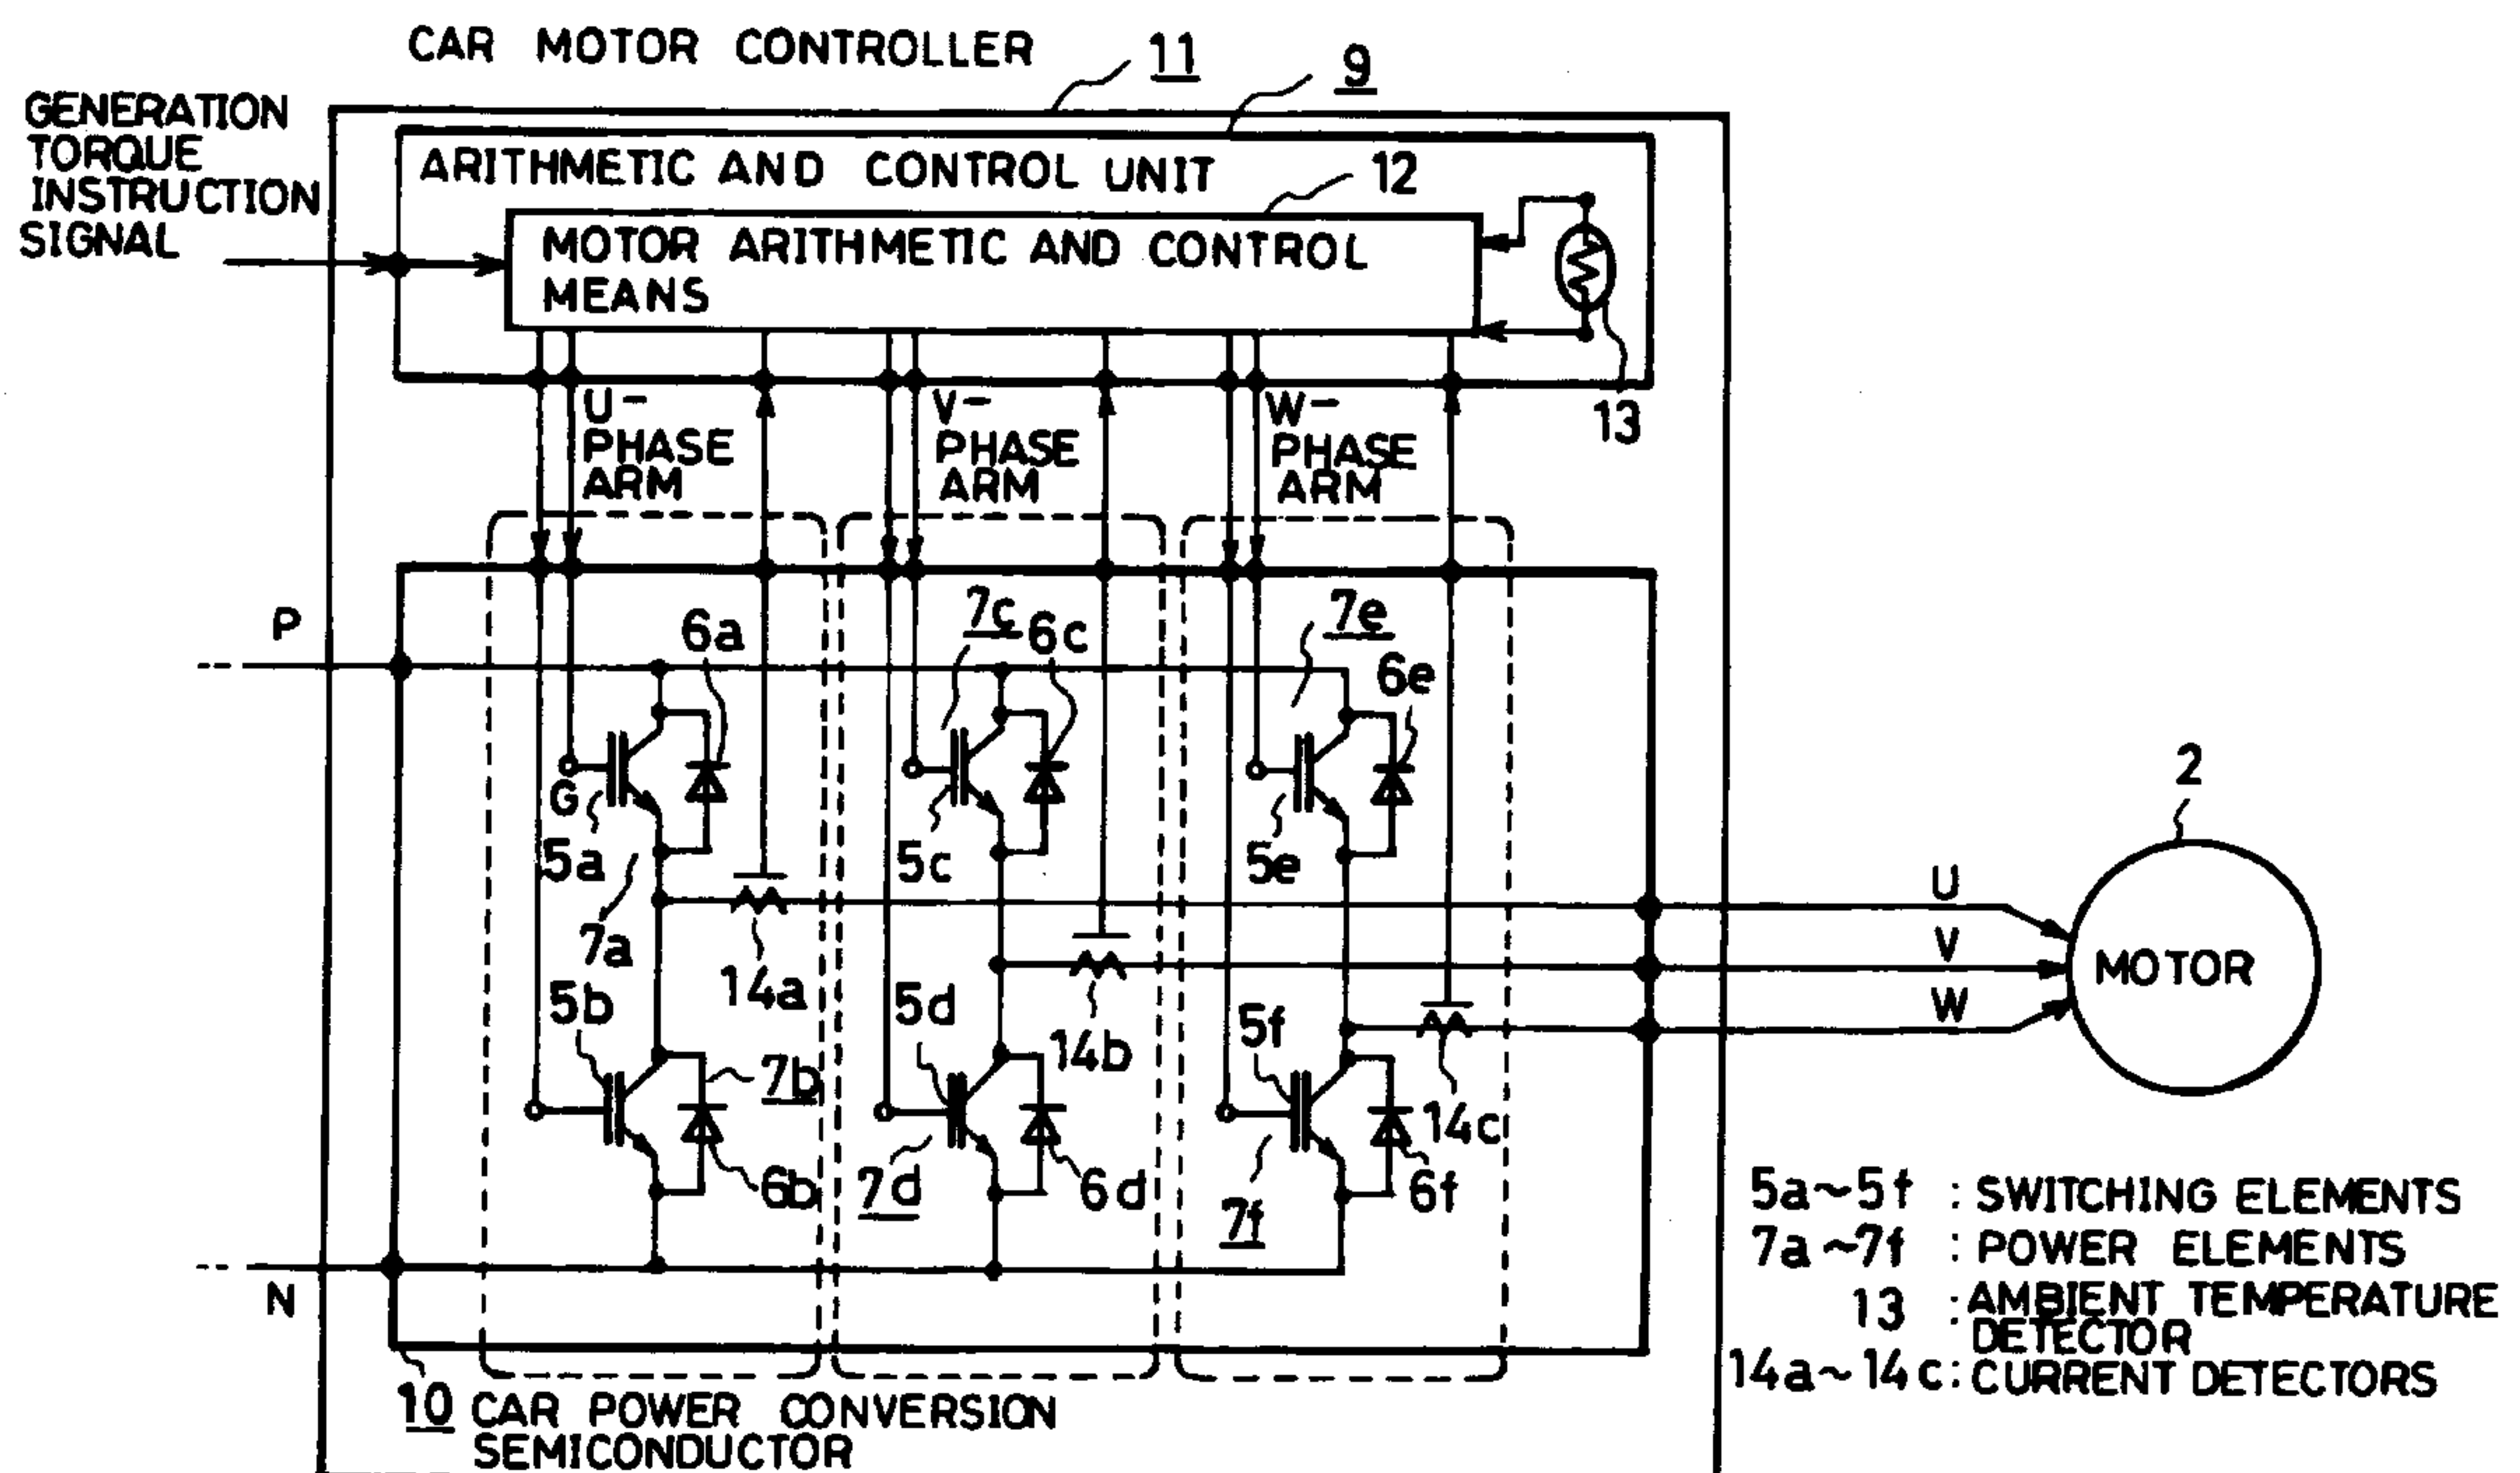 CAR MOTOR CONTROLLER
11
9
GENERATION
TORQUE
INSTRUCTION
SIGNAL
ARITHMETIC AND CONTROL UNIT
12
MOTOR ARITHMETIC AND CONTROL
MEANS
13
U-
PHASE
ARM
V-
PHASE
ARM
W-
PHASE
ARM
P
6a
7c
6c
7e
6e
G
5a
5c
5e
7a
14a
2
U
V
W
MOTOR
5b
5d
5f
14b
7b
14c
6b
7d
6d
7f
6f
N
10 CAR POWER CONVERSION
SEMICONDUCTOR
5a~5f : SWITCHING ELEMENTS
7a~7f : POWER ELEMENTS
13 : AMBIENT TEMPERATURE
DETECTOR
14a~14c: CURRENT DETECTORS